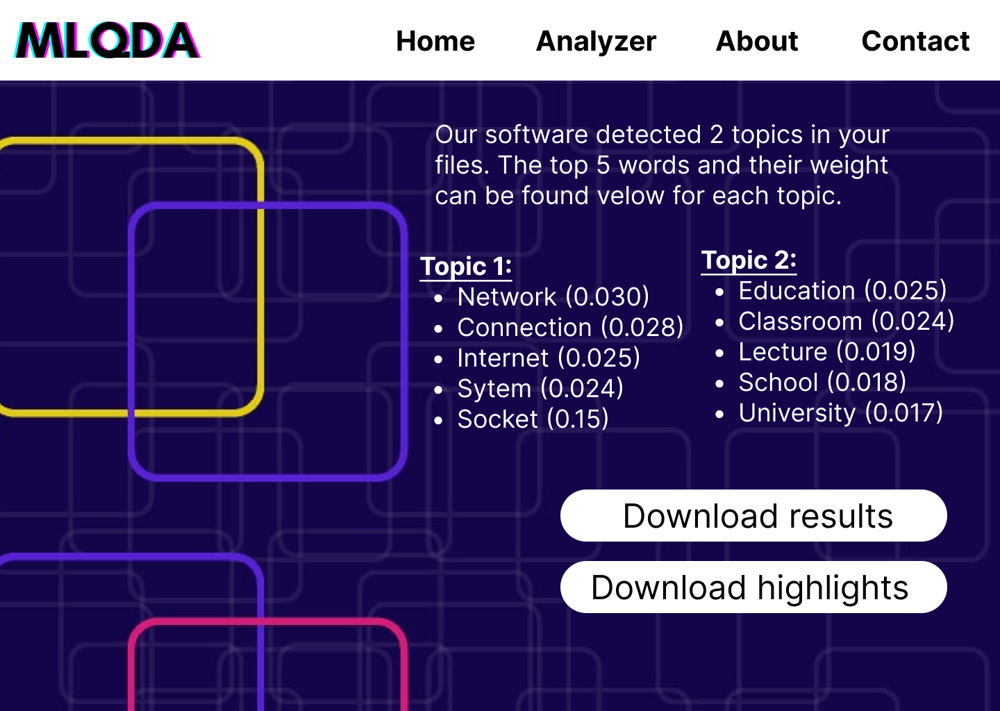 MLQDA
Home Analyzer About Contact
Our software detected 2 topics in your
files. The top 5 words and their weight
can be found velow for each topic.
Topic 1:
• Network (0.030)
• Connection (0.028)
• Internet (0.025)
• Sytem (0.024)
• Socket (0.15)
Topic 2:
• Education (0.025)
• Classroom (0.024)
• Lecture (0.019)
• School (0.018)
• University (0.017)
Download results
Download highlights